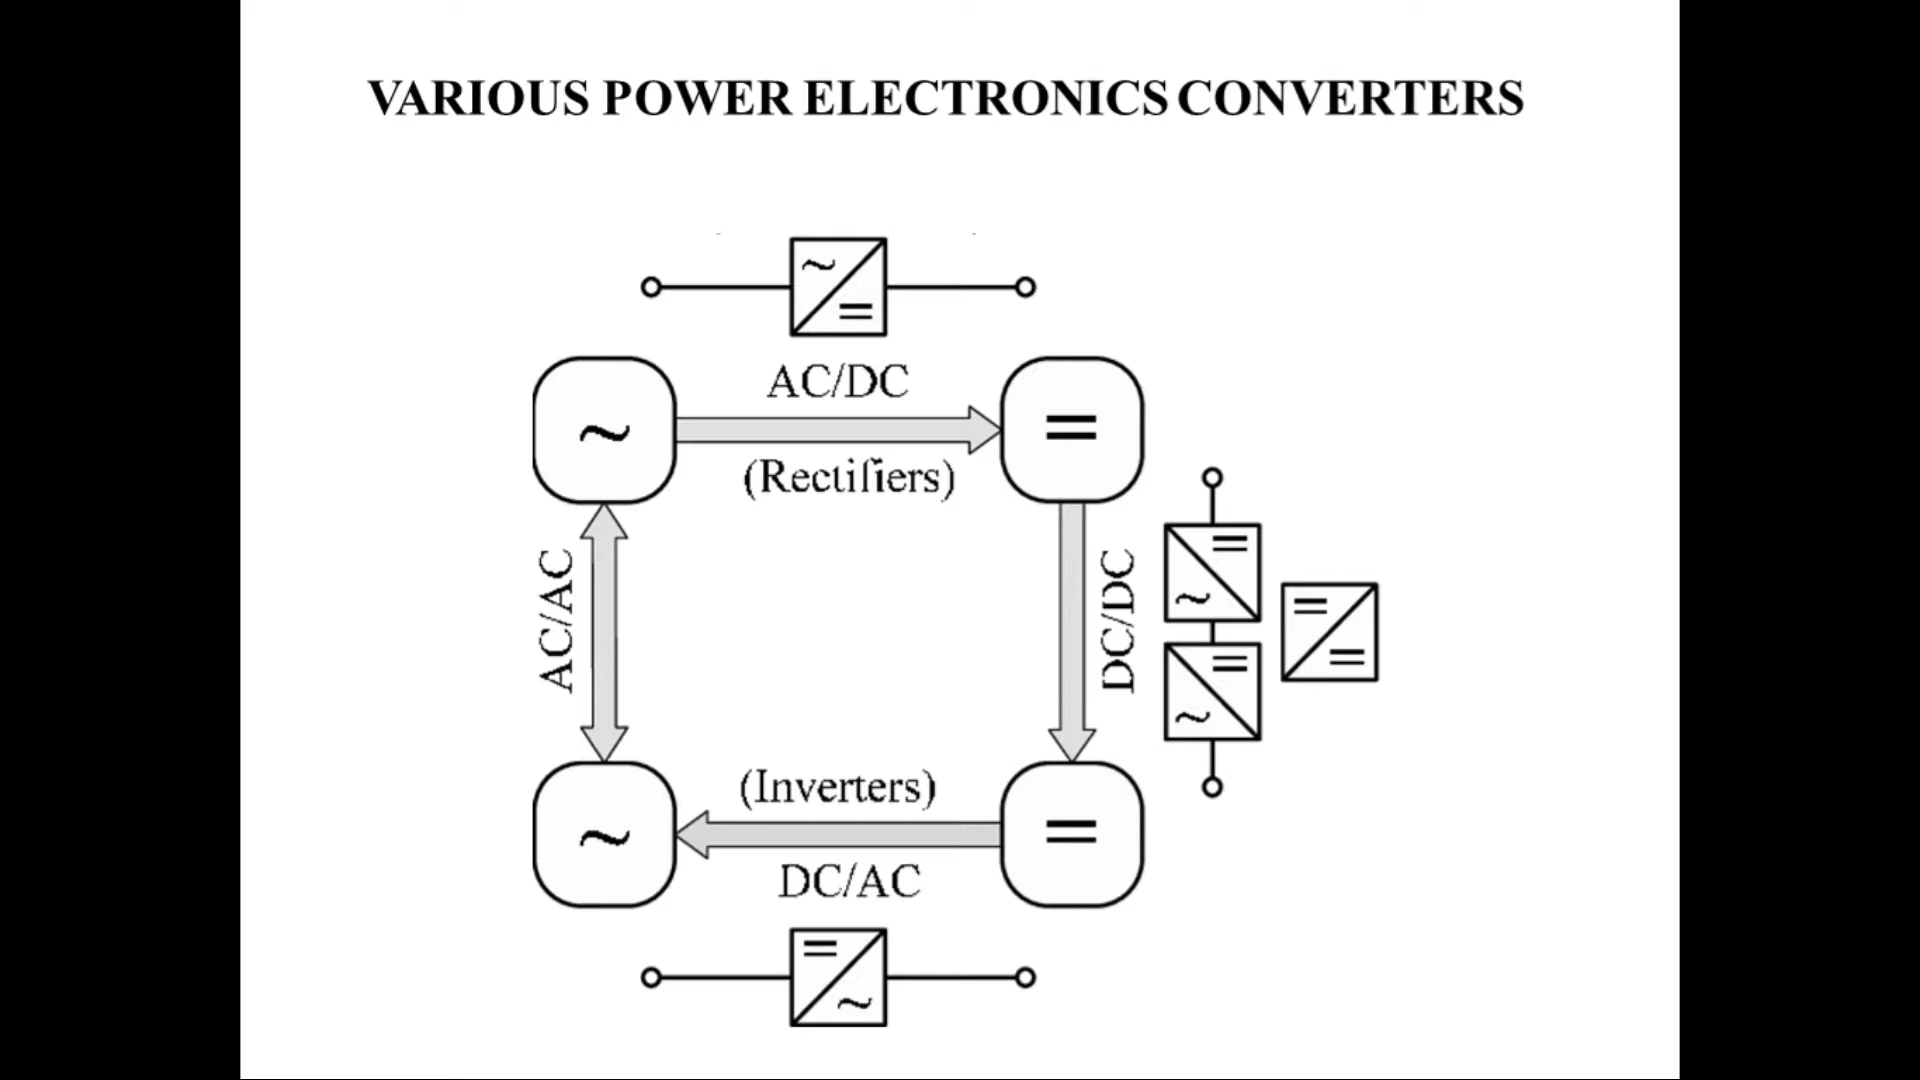 VARIOUS POWER ELECTRONICS CONVERTERS
~
=
AC/DC
~
=
(Rectifiers)
AC/AC
DC/DC
=
~
=
~
=
=
(Inverters)
~
=
DC/AC
=
~